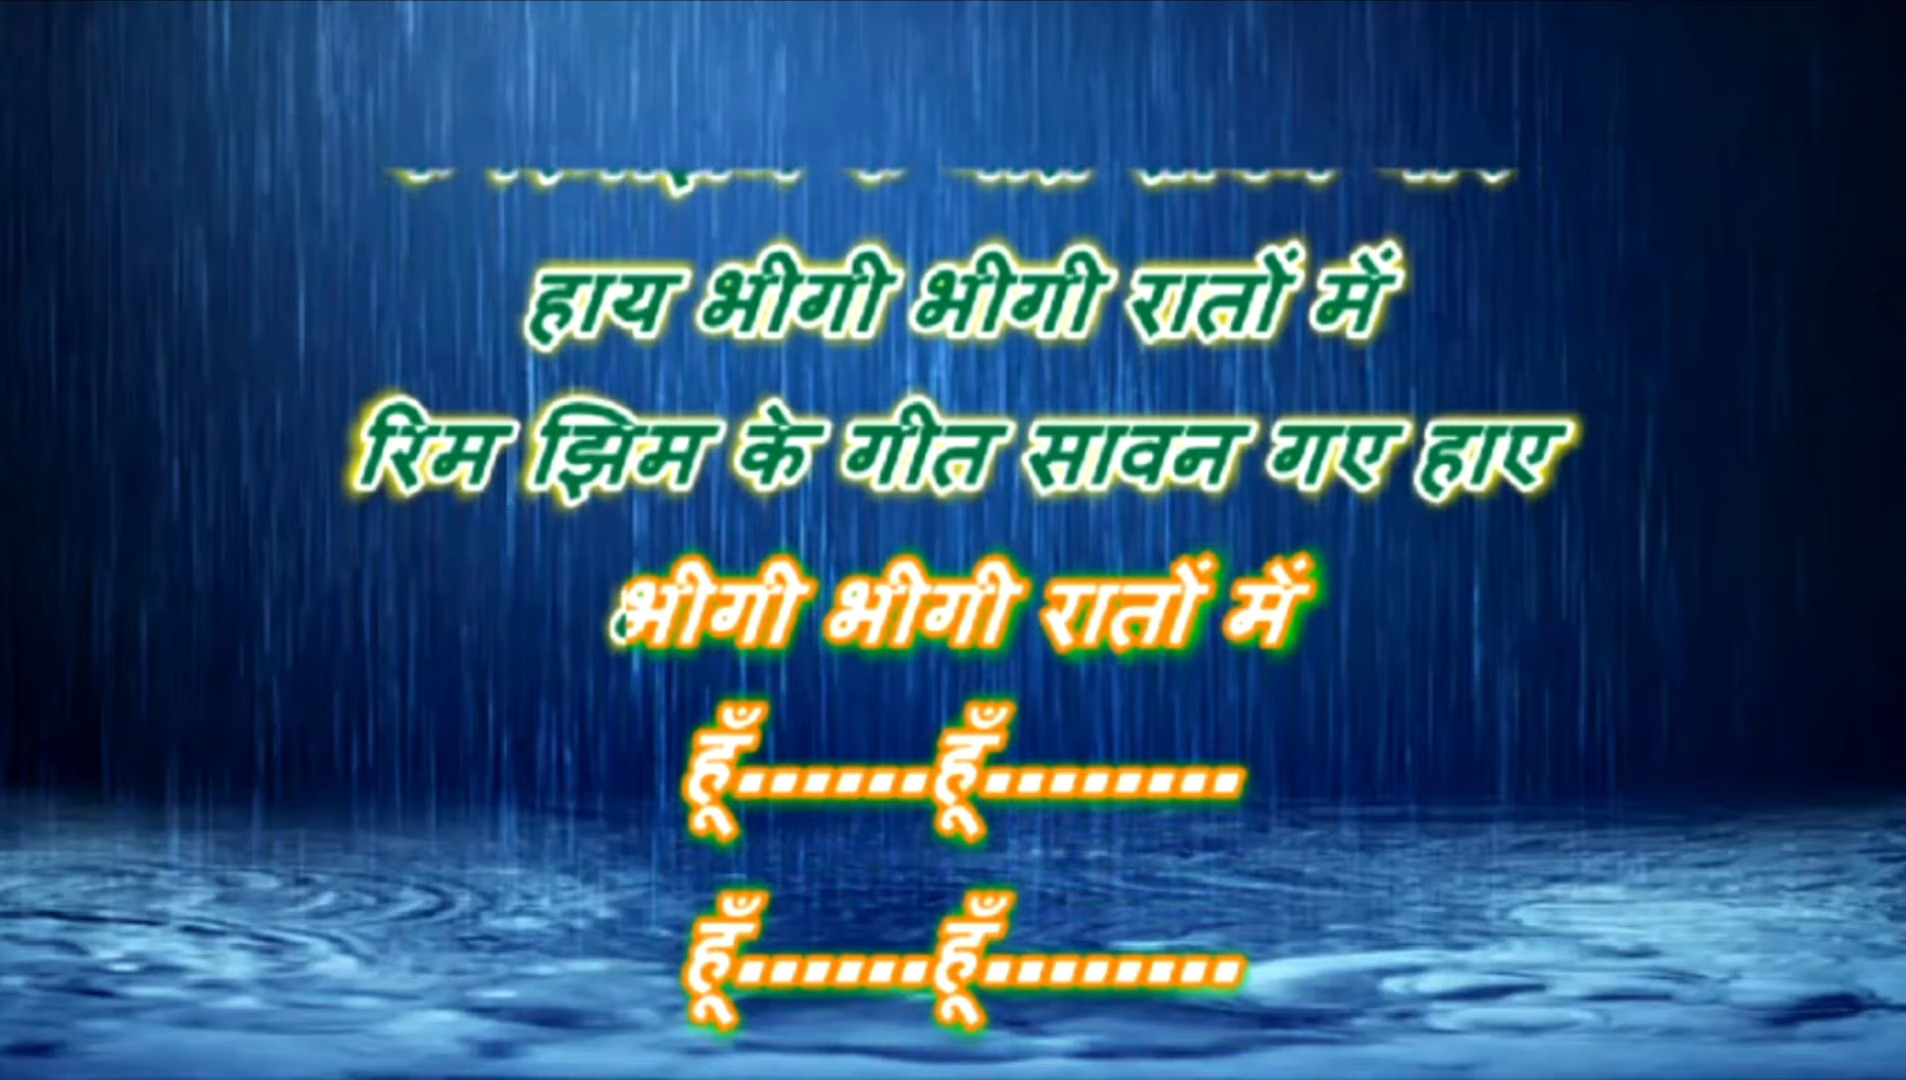 हाय भीगी भीगी रातों में
रिम झिम के गीत सावन गए हाए
भीगी भीगी रातों में
हूँ......हूँ........
हूँ......हूँ........